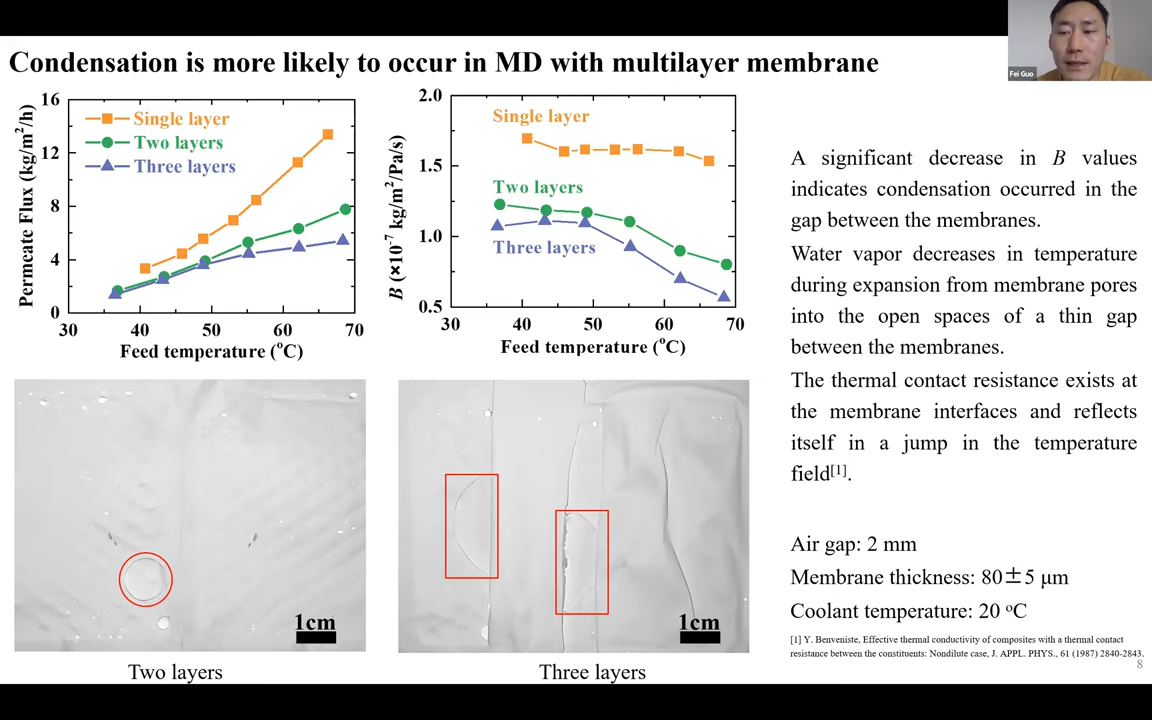 Fei Guo
Condensation is more likely to occur in MD with multilayer membrane
Permeate Flux (kg/m²/h)
16
12
8
4
0
30
40
50
60
70
Feed temperature (°C)
Single layer
Two layers
Three layers
B (×10⁻⁷ kg/m²/Pa/s)
2.0
1.5
1.0
0.5
30
40
50
60
70
Feed temperature (°C)
Single layer
Two layers
Three layers
1cm
Two layers
1cm
Three layers
A significant decrease in B values
indicates condensation occurred in the
gap between the membranes.
Water vapor decreases in temperature
during expansion from membrane pores
into the open spaces of a thin gap
between the membranes.
The thermal contact resistance exists at
the membrane interfaces and reflects
itself in a jump in the temperature
field[1].
Air gap: 2 mm
Membrane thickness: 80±5 μm
Coolant temperature: 20 °C
[1] Y. Benveniste, Effective thermal conductivity of composites with a thermal contact
resistance between the constituents: Nondilute case, J. APPL. PHYS., 61 (1987) 2840-2843.
8